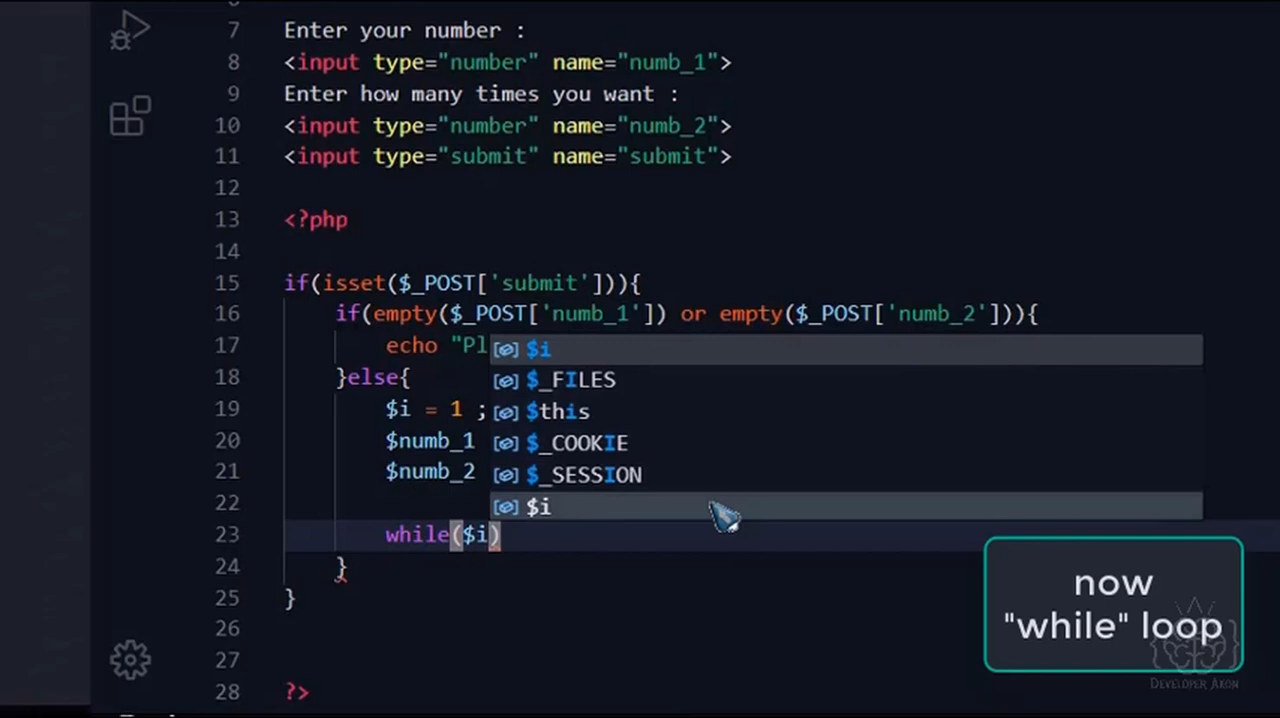 7 Enter your number :
8 <input type="number" name="numb_1">
9 Enter how many times you want :
10 <input type="number" name="numb_2">
11 <input type="submit" name="submit">
12
13 <?php
14
15 if(isset($_POST['submit'])){
16 if(empty($_POST['numb_1']) or empty($_POST['numb_2'])){
17 echo "Pl
$i
18 }else{
$_FILES
19 $i = 1 ;
$this
20 $numb_1
$_COOKIE
21 $numb_2
$_SESSION
22
$i
23 while($i)
24 }
25 }
26
27
28 ?>
now
"while" loop
Developer Akon